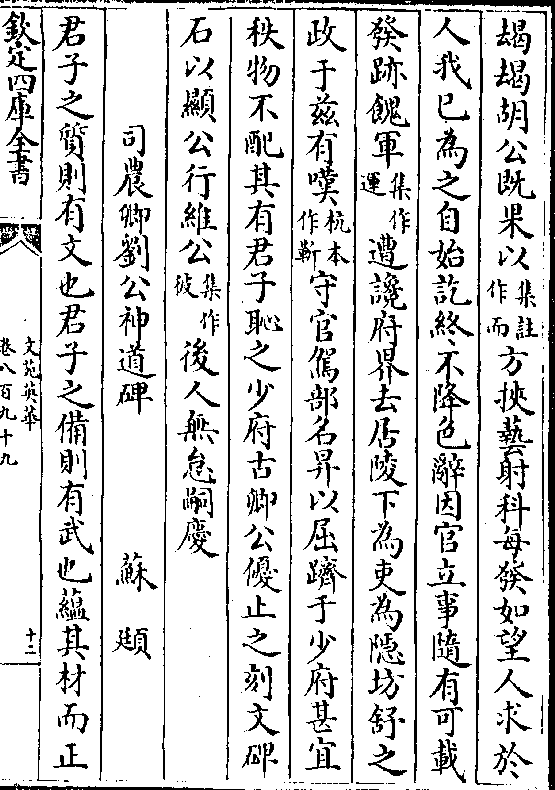 朅朅胡公既果以集註作而方挾藝射科每發如望人求於
人我已為之自始訖終不降色辭因官立事隨有可載
發跡餽軍集作運遭讒府界去居陵下為吏為隱坊舒之
政于兹有嘆杭本作靳守官駕部名昇以屈躋于少府甚宜
秩物不配其有君子恥之少府古卿公優止之刻文碑
石以顯公行維公集作彼後人無怠嗣慶
司農卿劉公神道碑 蘇頲
君子之質則有文也君子之備則有武也蘊其材而正
欽定四庫全書
文苑英華
卷八百九十九
十二